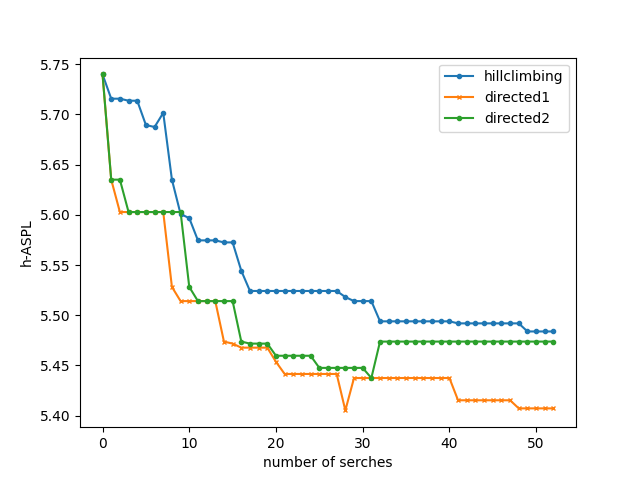 5.75
5.70
5.65
5.60
5.55
5.50
5.45
5.40
h-ASPL
0 10 20 30 40 50
number of serches
hillclimbing
directed1
directed2